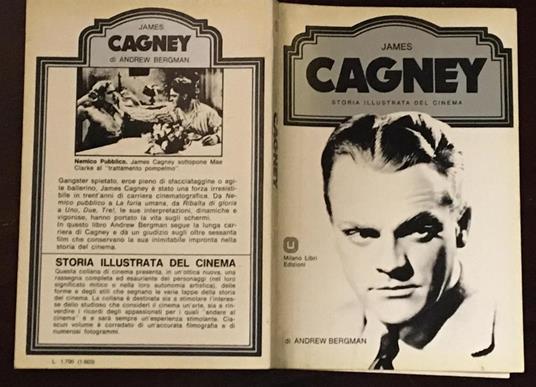 JAMES
CAGNEY
di ANDREW BERGMAN
Nemico Pubblico. James Cagney sottopone Mae
Clarke al "trattamento pompelmo".
Gangster spietato, eroe pieno di sfacciataggine o agi-
le ballerino, James Cagney è stato una forza irresisti-
bile in trent'anni di carriera cinematografica. Da Ne-
mico pubblico a La furia umana, da Ribalta di gloria
a Uno, Due, Tre!, le sue interpretazioni, dinamiche e
vigorose, hanno portato la vita sugli schermi.
In questo libro Andrew Bergman segue la lunga car-
riera di Cagney e dà un giudizio sugli oltre sessanta
film che conservano la sua inimitabile impronta nella
storia del cinema.
STORIA ILLUSTRATA DEL CINEMA
Questa collana di cinema presenta, in un'ottica nuova, una
rassegna completa ed esauriente dei personaggi (nel loro
significato mitico e nella loro autonomia artistica), delle
forme e degli stili che segnano le varie tappe della storia
del cinema. La collana è destinata sia a stimolare l'interes-
se dello studioso che consideri il cinema un'arte, sia a rin-
verdire i ricordi degli appassionati per i quali "andare al
cinema" è e sarà sempre un'esperienza stimolante. Cia-
scun volume è corredato di un'accurata filmografia e di
numerosi fotogrammi.
L. 1.790 (1.603)
CAGNEY
JAMES
CAGNEY
STORIA ILLUSTRATA DEL CINEMA
Milano Libri
Edizioni
di ANDREW BERGMAN